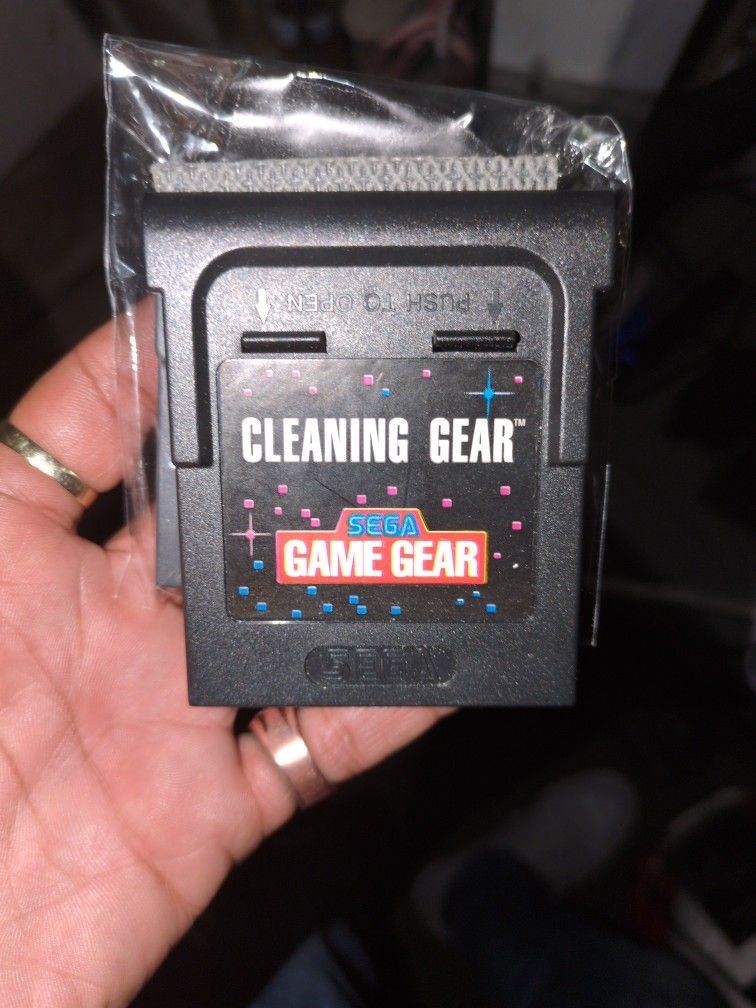 ↓ PUSH TO OPEN ↓
CLEANING GEAR™
SEGA
GAME GEAR
SEGA